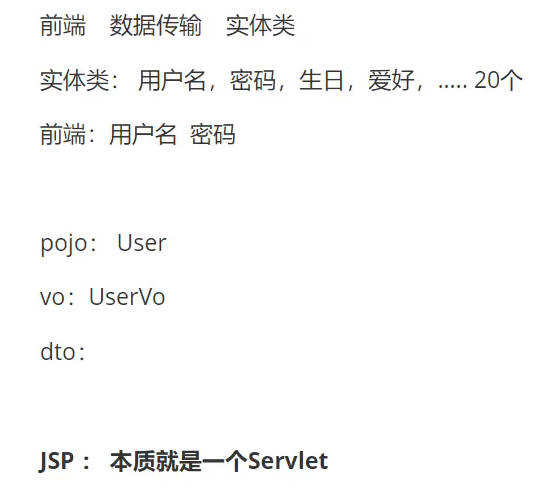 前端 数据传输 实体类
实体类： 用户名，密码，生日，爱好，..... 20个
前端：用户名 密码
pojo： User
vo：UserVo
dto：
JSP ： 本质就是一个Servlet